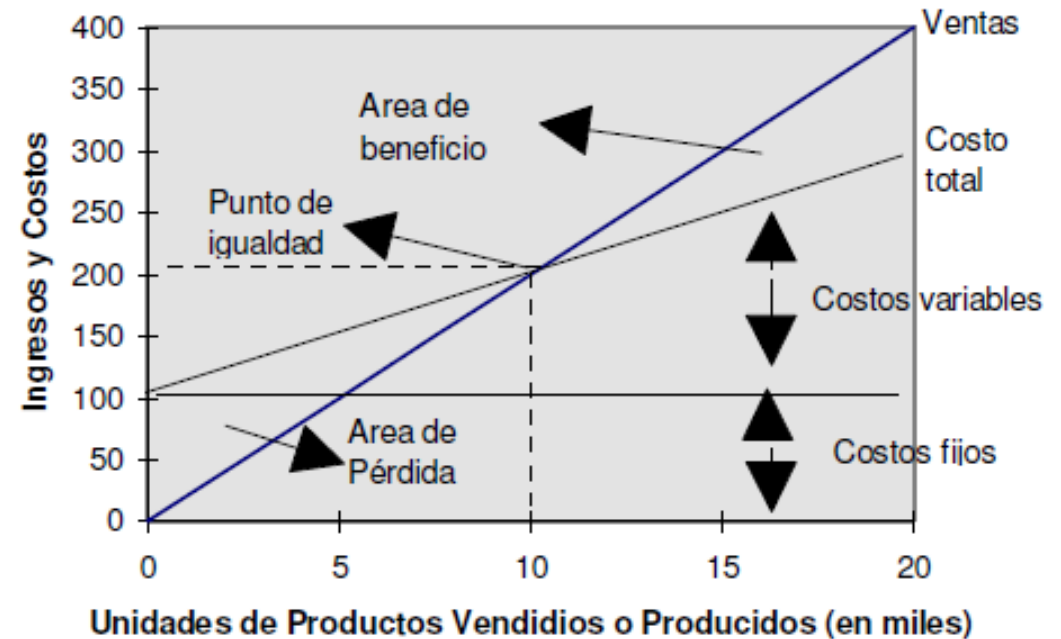 400
Ventas
350
Area de
beneficio
300
Costo
total
250
Punto de
igualdad
200
Costos variables
150
100
Area de
Pérdida
50
Costos fijos
0
0 5 10 15 20
Ingresos y Costos
Unidades de Productos Vendidios o Producidos (en miles)